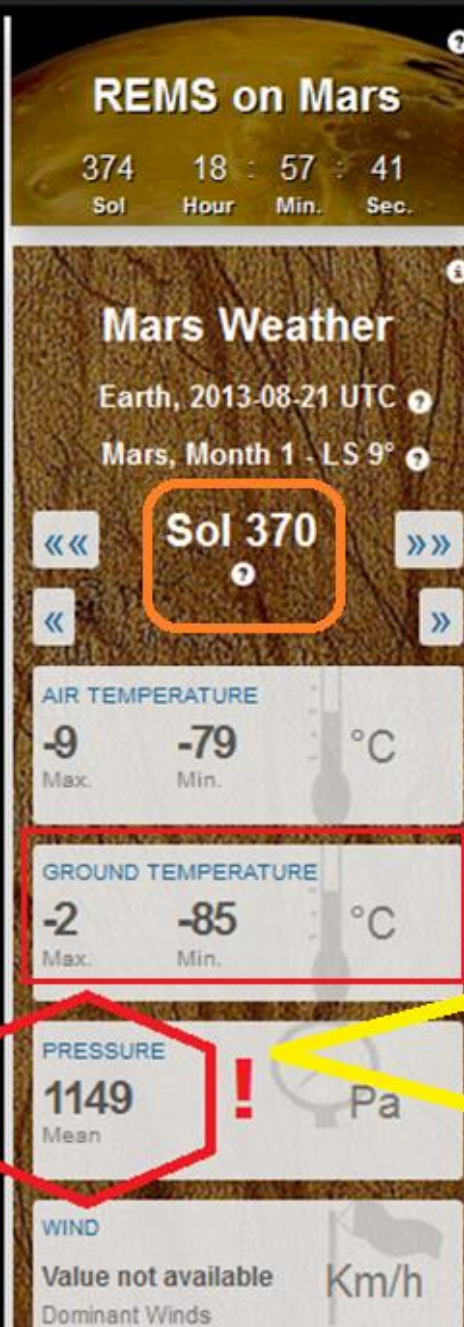 REMS on Mars
374 18 : 57 : 41
Sol Hour Min. Sec.
Mars Weather
Earth, 2013-08-21 UTC ?
Mars, Month 1 - LS 9° ?
«« Sol 370 »»
?
« »
AIR TEMPERATURE
-9 -79 °C
Max. Min.
GROUND TEMPERATURE
-2 -85 °C
Max. Min.
PRESSURE
1149 ! Pa
Mean
WIND
Value not available Km/h
Dominant Winds